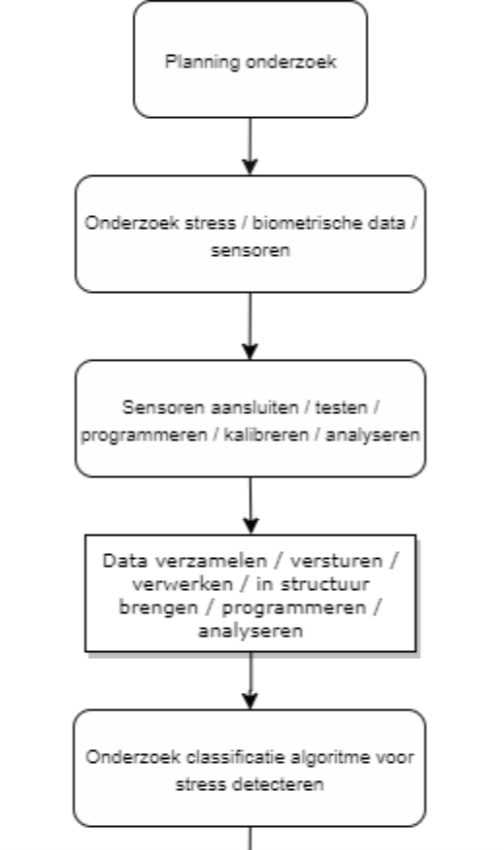 Planning onderzoek
Onderzoek stress / biometrische data /
sensoren
Sensoren aansluiten / testen /
programmeren / kalibreren / analyseren
Data verzamelen / versturen /
verwerken / in structuur
brengen / programmeren /
analyseren
Onderzoek classificatie algoritme voor
stress detecteren